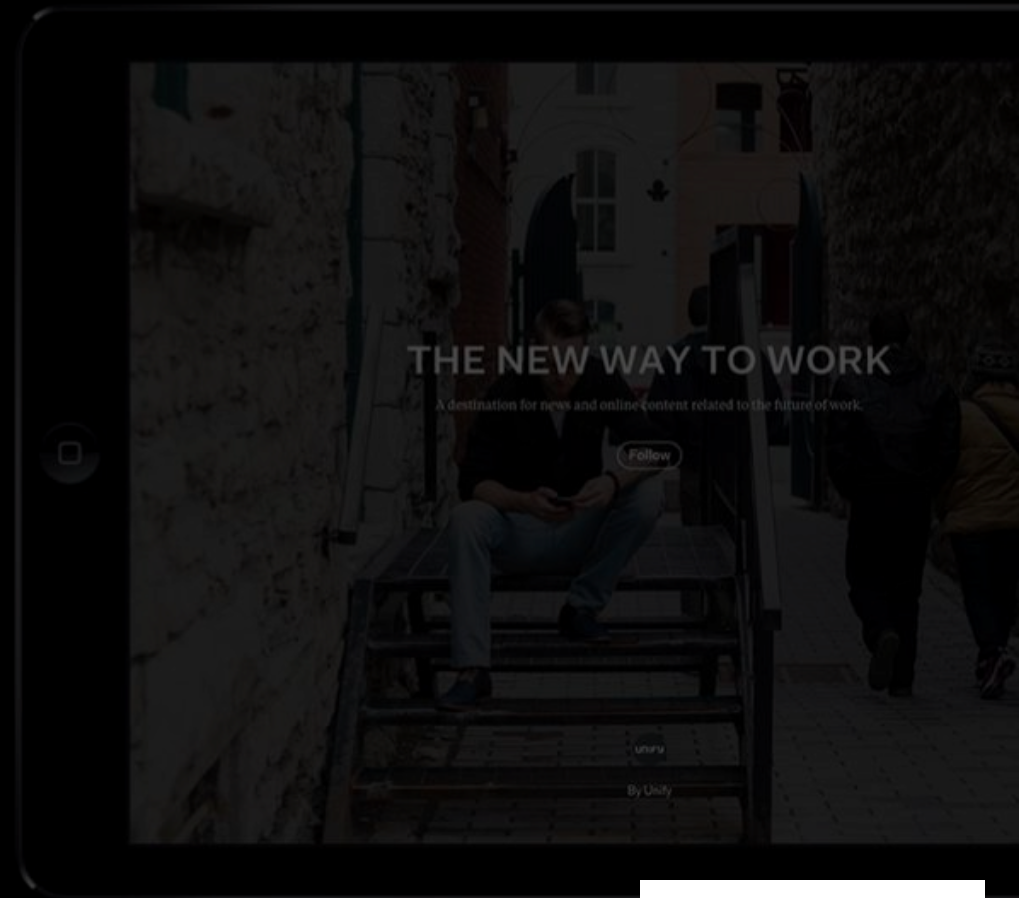 THE NEW WAY TO WORK
A destination for news and online content related to the future of work.
Follow
unify
By Unify